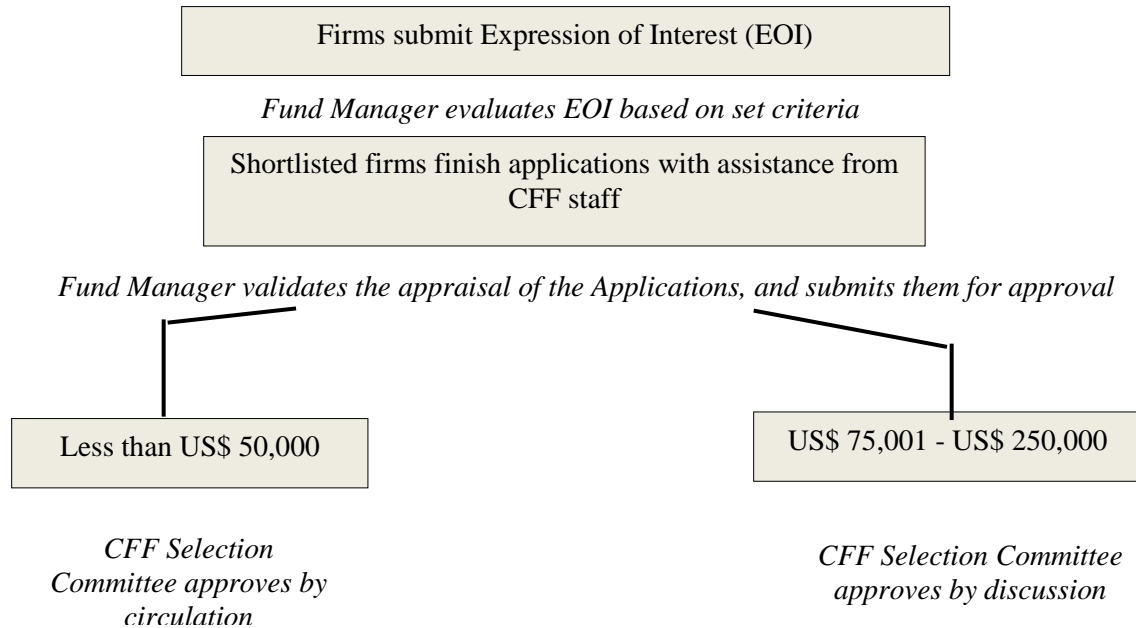 Firms submit Expression of Interest (EOI)
Fund Manager evaluates EOI based on set criteria
Shortlisted firms finish applications with assistance from
CFF staff
Fund Manager validates the appraisal of the Applications, and submits them for approval
Less than US$ 50,000
US$ 75,001 - US$ 250,000
CFF Selection
Committee approves by
circulation
CFF Selection Committee
approves by discussion